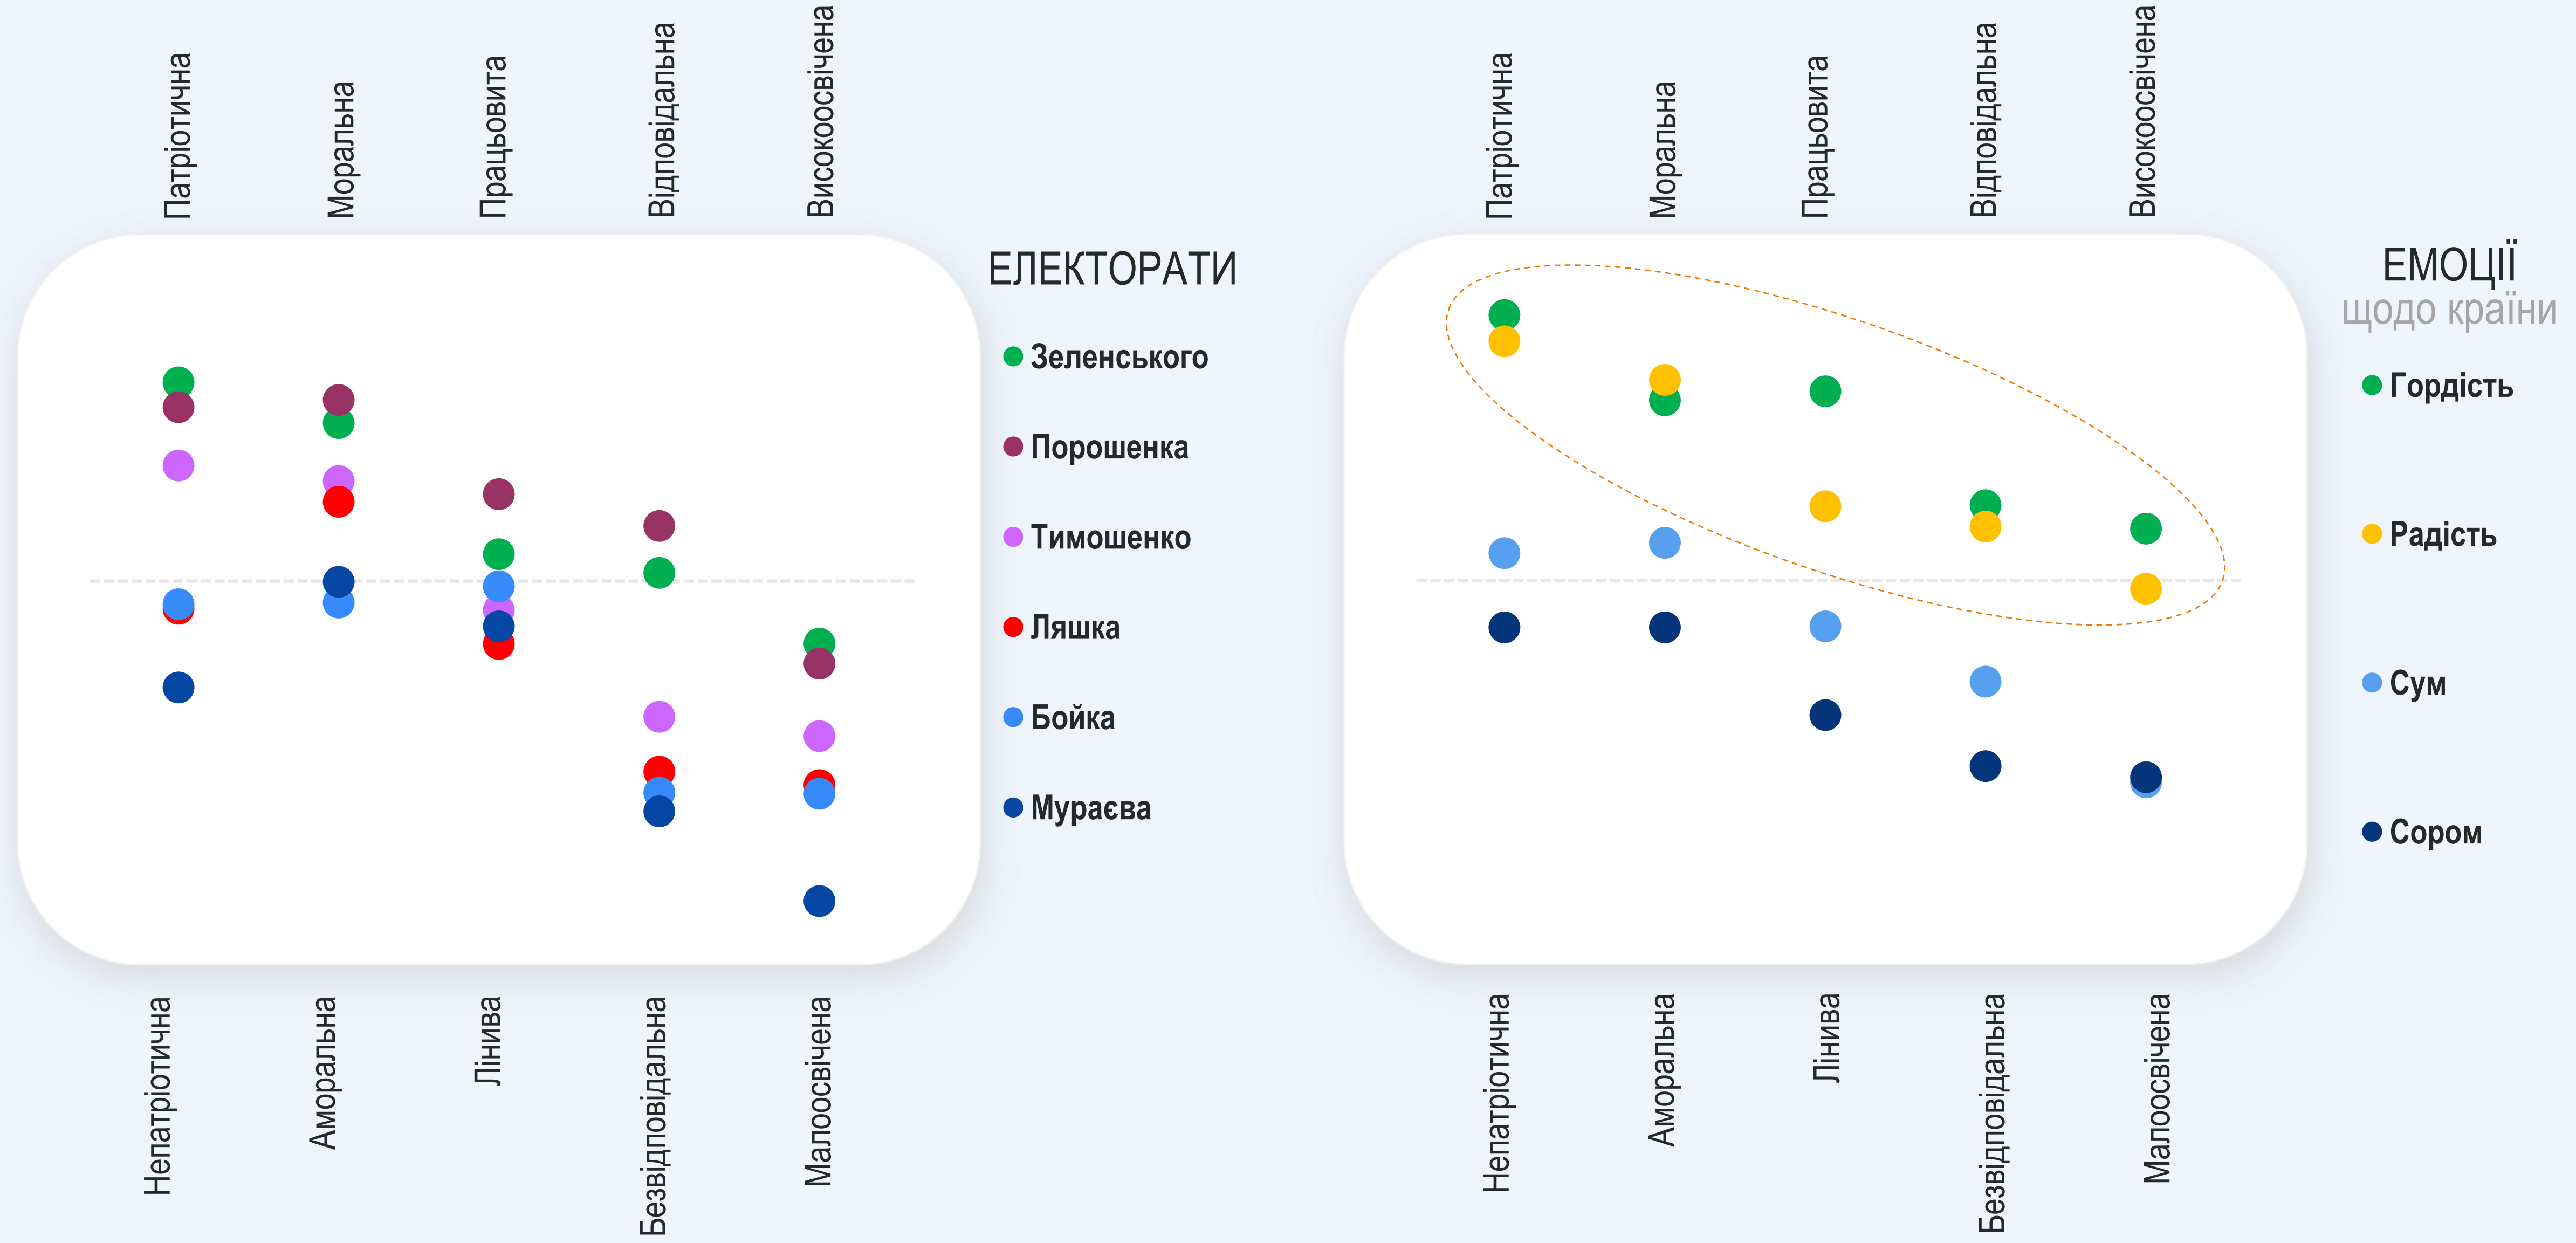 Патріотична
Моральна
Працьовита
Відповідальна
Високоосвічена
ЕЛЕКТОРАТИ
Зеленського
Порошенка
Тимошенко
Ляшка
Бойка
Мураєва
Непатріотична
Аморальна
Лінива
Безвідповідальна
Малоосвічена
Патріотична
Моральна
Працьовита
Відповідальна
Високоосвічена
ЕМОЦІЇ
щодо країни
Гордість
Радість
Сум
Сором
Непатріотична
Аморальна
Лінива
Безвідповідальна
Малоосвічена